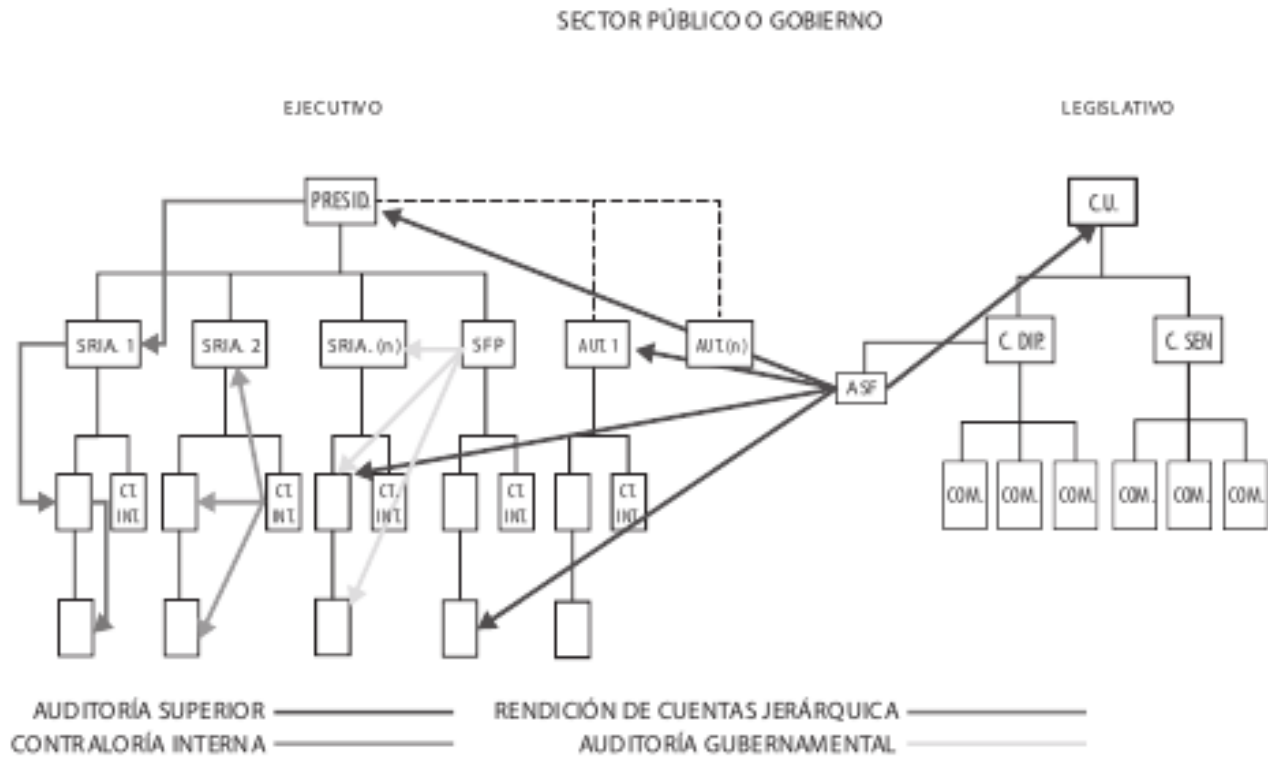 SECTOR PÚBLICO O GOBIERNO
EJECUTIVO
LEGISLATIVO
PRESID.
C.U.
SRIA. 1
SRIA. 2
SRIA. (n)
SFP
AUT. 1
AUT. (n)
C. DIP.
C. SEN
ASF
CT.
INT.
CT.
INT.
CT.
INT.
CT.
INT.
CT.
INT.
COM.
COM.
COM.
COM.
COM.
COM.
AUDITORÍA SUPERIOR
RENDICIÓN DE CUENTAS JERÁRQUICA
CONTRALORÍA INTERNA
AUDITORÍA GUBERNAMENTAL